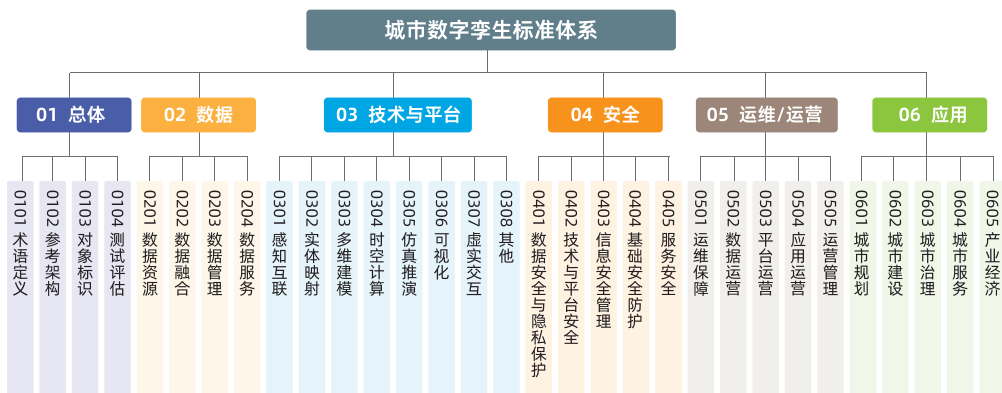 城市数字孪生标准体系
01 总体
02 数据
03 技术与平台
04 安全
05 运维/运营
06 应用
0101 术语定义
0102 参考架构
0103 对象标识
0104 测试评估
0201 数据资源
0202 数据融合
0203 数据管理
0204 数据服务
0301 感知互联
0302 实体映射
0303 多维建模
0304 时空计算
0305 仿真推演
0306 可视化
0307 虚实交互
0308 其他
0401 数据安全与隐私保护
0402 技术与平台安全
0403 信息安全管理
0404 基础安全防护
0405 服务安全
0501 运维保障
0502 数据运营
0503 平台运营
0504 应用运营
0505 运营管理
0601 城市规划
0602 城市建设
0603 城市治理
0604 城市服务
0605 产业经济